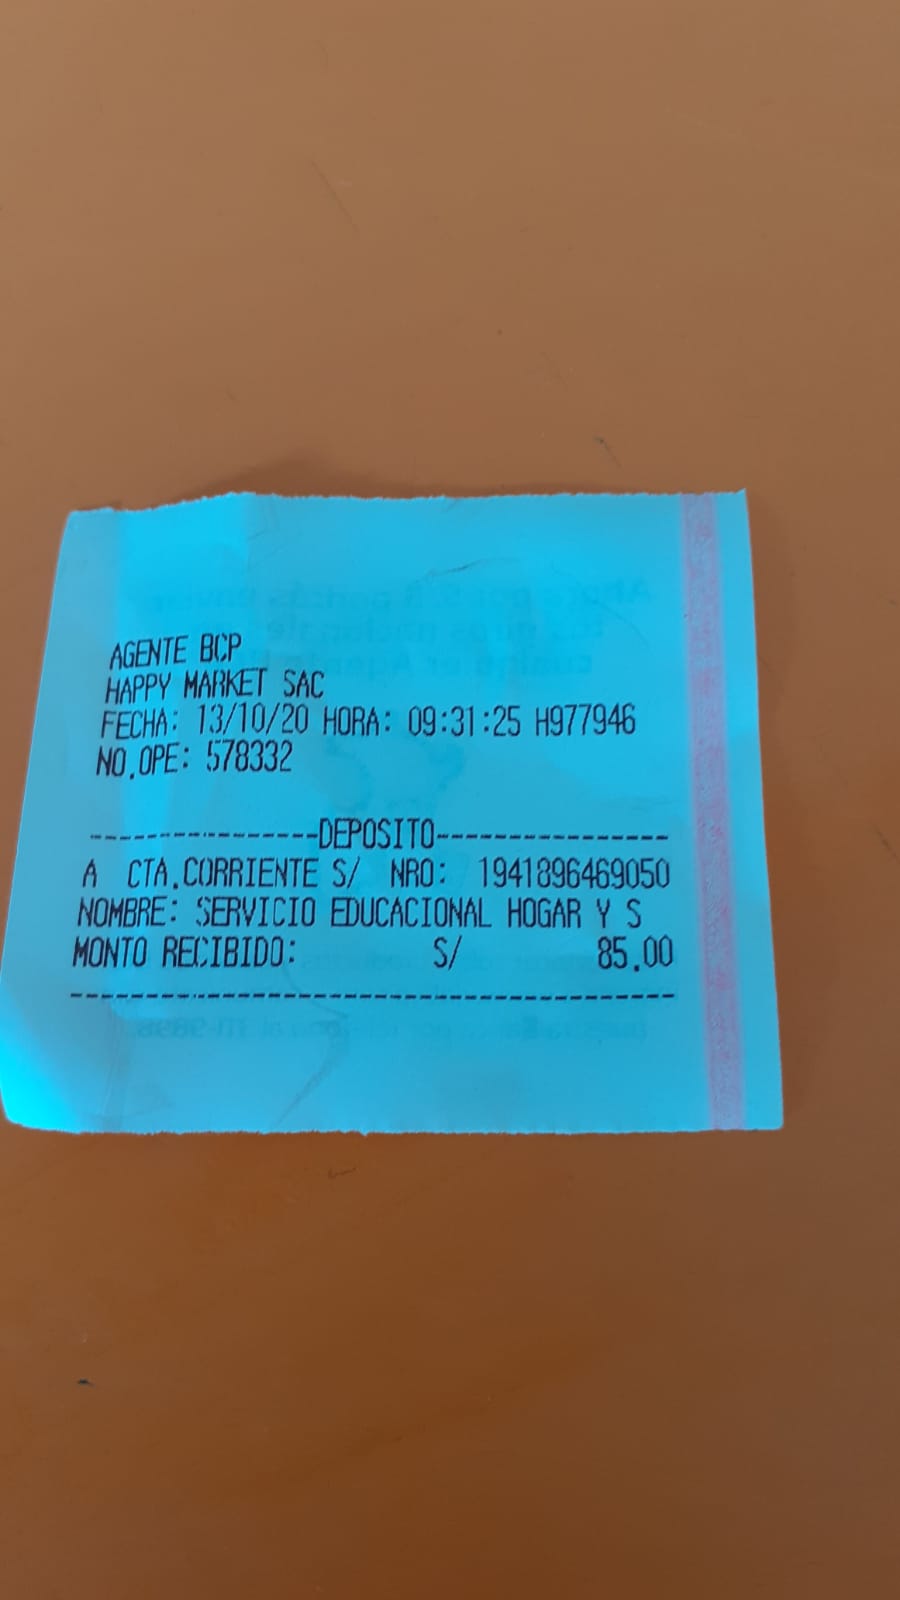 AGENTE BCP
HAPPY MARKET SAC
FECHA: 13/10/20 HORA: 09:31:25 H977946
NO.OPE: 578332
----------------DEPOSITO----------------
A CTA.CORRIENTE S/ NRO: 1941896469050
NOMBRE: SERVICIO EDUCACIONAL HOGAR Y S
MONTO RECIBIDO: S/ 85.00
------------------------------------------